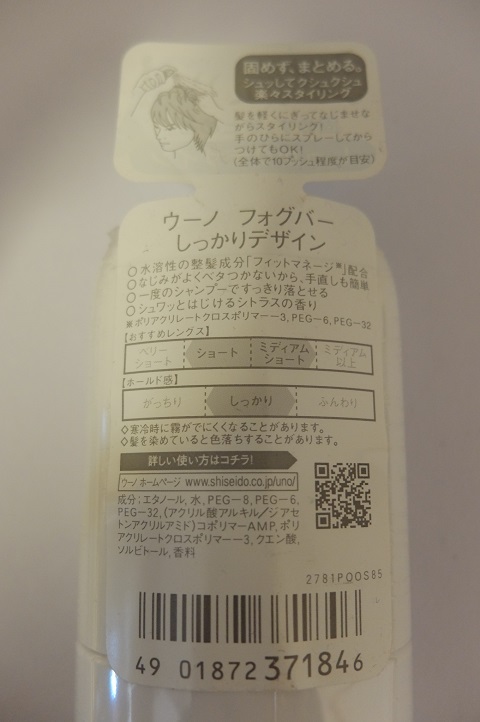 固めず、まとめる。
シュッしてクシュクシュ
楽々スタイリング
髪を軽くにぎってなじませな
がらスタイリング!
手のひらにスプレーしてから
つけてもOK!
(全体で10プッシュ程度が目安)
ウーノ フォグバー
しっかりデザイン
○水溶性の整髪成分「フィットマネージ※」配合
○なじみがよくベタつかないから、手直しも簡単
○一度のシャンプーですっきり落とせる
○シュワッとはじけるシトラスの香り
※ポリアクリレートクロスポリマー-3、PEG-6、PEG-32
【おすすめレングス】
ベリー ショート ミディアム ミディアム
ショート ショート 以上
【ホールド感】
がっちり しっかり ふんわり
◇寒冷時に霧がでにくくなることがあります。
◇髪を染めていると色落ちすることがあります。
詳しい使い方はコチラ!
ウーノ ホームページ www.shiseido.co.jp/uno/
成分:エタノール、水、PEG-8、PEG-6、
PEG-32、(アクリル酸アルキル/ジアセ
トンアクリルアミド)コポリマーAMP、ポリ
アクリレートクロスポリマー-3、クエン酸、
ソルビトール、香料
2781P00S85
49 01872 371846